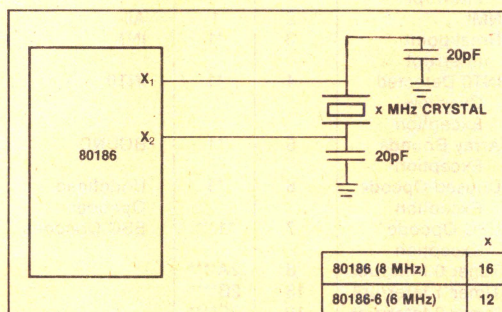 20pF
X1
x MHz CRYSTAL
X2
80186
20pF
x
80186 (8 MHz) 16
80186-6 (6 MHz) 12